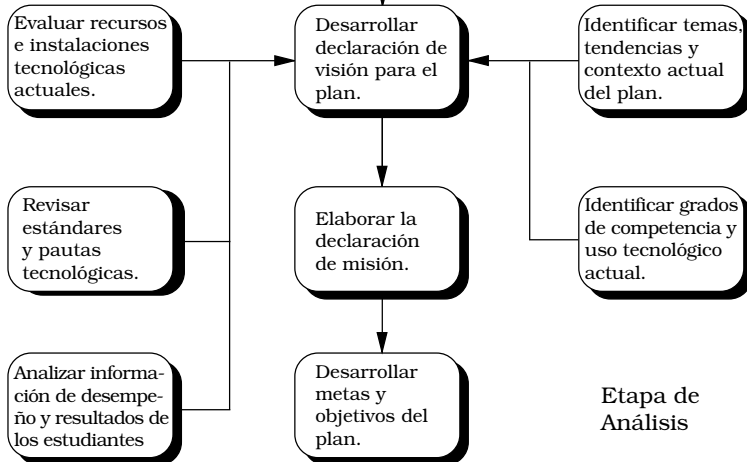 Evaluar recursos
e instalaciones
tecnológicas
actuales.
Desarrollar
declaración de
visión para el
plan.
Identificar temas,
tendencias y
contexto actual
del plan.
Revisar
estándares
y pautas
tecnológicas.
Elaborar la
declaración
de misión.
Identificar grados
de competencia y
uso tecnológico
actual.
Analizar informa-
ción de desempe-
ño y resultados de
los estudiantes
Desarrollar
metas y
objetivos del
plan.
Etapa de
Análisis